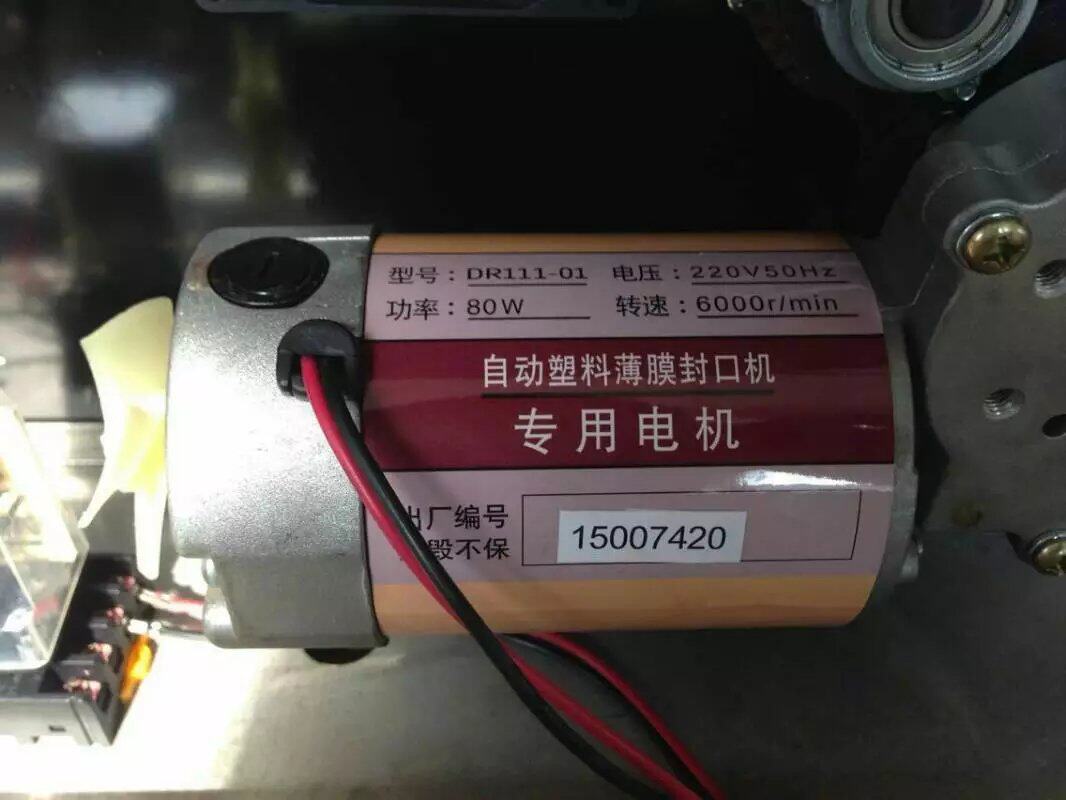 型号：DR111-01 电压：220V50Hz
功率：80W 转速：6000r/min
自动塑料薄膜封口机
专用电机
出厂编号
毁不保
15007420